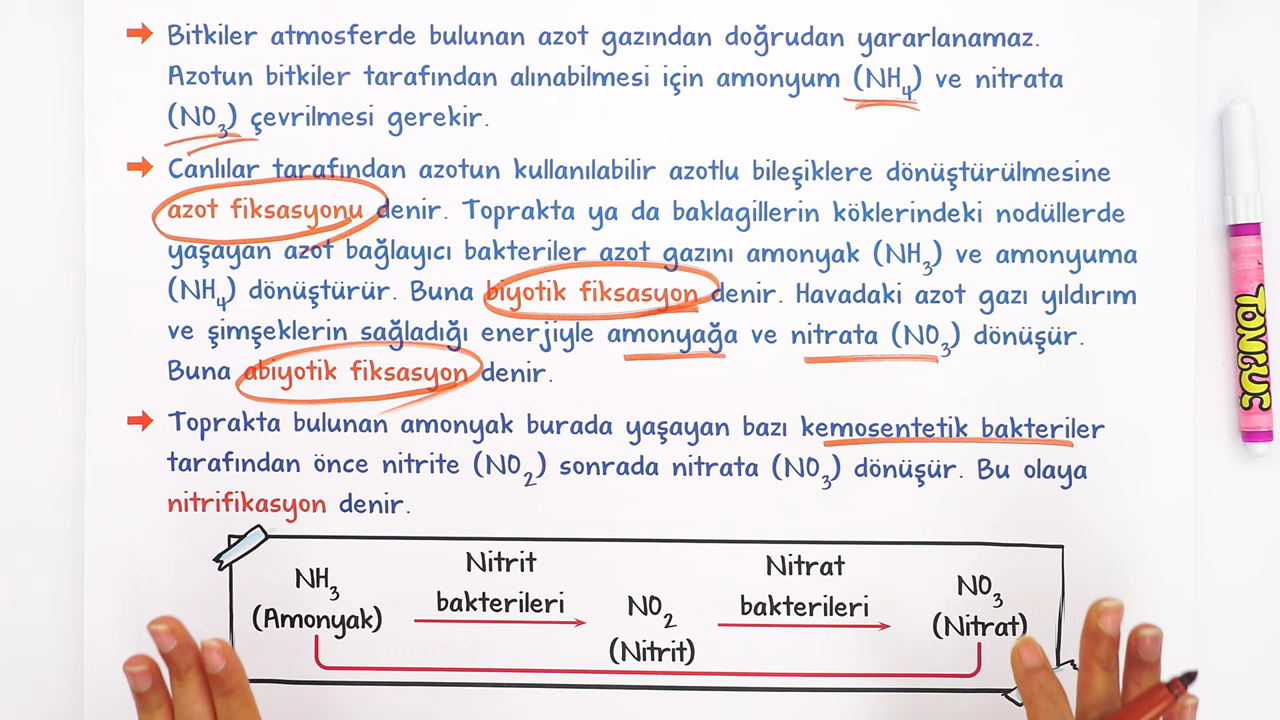 Bitkiler atmosferde bulunan azot gazından doğrudan yararlanamaz.
Azotun bitkiler tarafından alınabilmesi için amonyum (NH₄) ve nitrata
(NO₃) çevrilmesi gerekir.
Canlılar tarafından azotun kullanılabilir azotlu bileşiklere dönüştürülmesine
azot fiksasyonu denir. Toprakta ya da baklagillerin köklerindeki nodüllerde
yaşayan azot bağlayıcı bakteriler azot gazını amonyak (NH₃) ve amonyuma
(NH₄) dönüştürür. Buna biyotik fiksasyon denir. Havadaki azot gazı yıldırım
ve şimşeklerin sağladığı enerjiyle amonyağa ve nitrata (NO₃) dönüşür.
Buna abiyotik fiksasyon denir.
Toprakta bulunan amonyak burada yaşayan bazı kemosentetik bakteriler
tarafından önce nitrite (NO₂) sonrada nitrata (NO₃) dönüşür. Bu olaya
nitrifikasyon denir.
NH₃
(Amonyak)
Nitrit
bakterileri
NO₂
(Nitrit)
Nitrat
bakterileri
NO₃
(Nitrat)
TONGUÇ